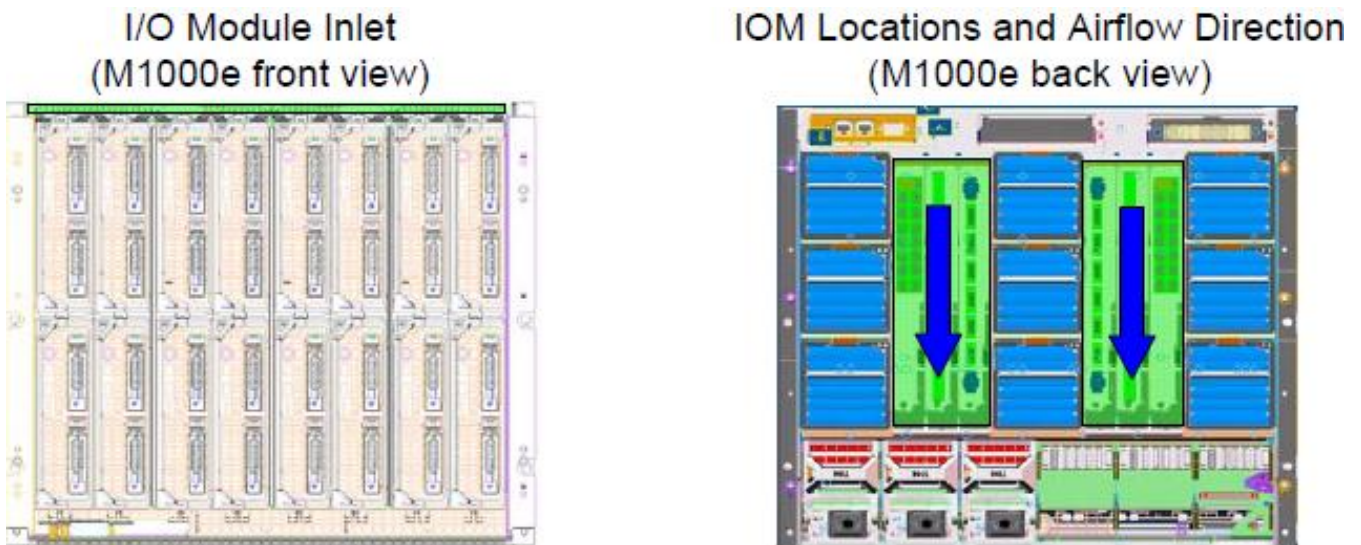 I/O Module Inlet
(M1000e front view)
IOM Locations and Airflow Direction
(M1000e back view)